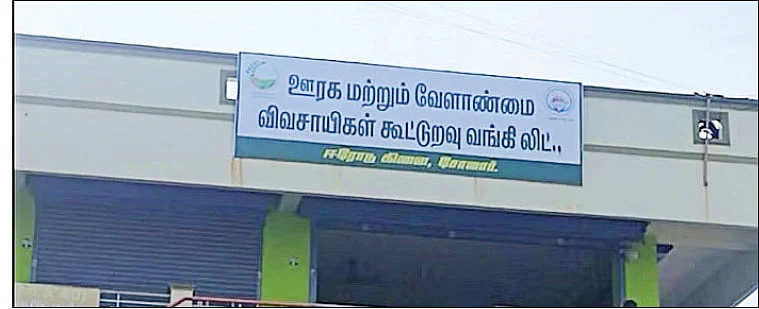 ஊரக மற்றும் வேளாண்மை
விவசாயிகள் கூட்டுறவு வங்கி லிட்.,
ஈரோடு கிளை, சோலார்.